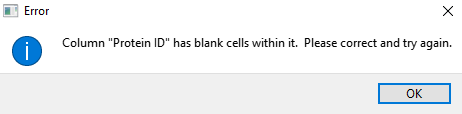 Error
Column "Protein ID" has blank cells within it.  Please correct and try again.
OK